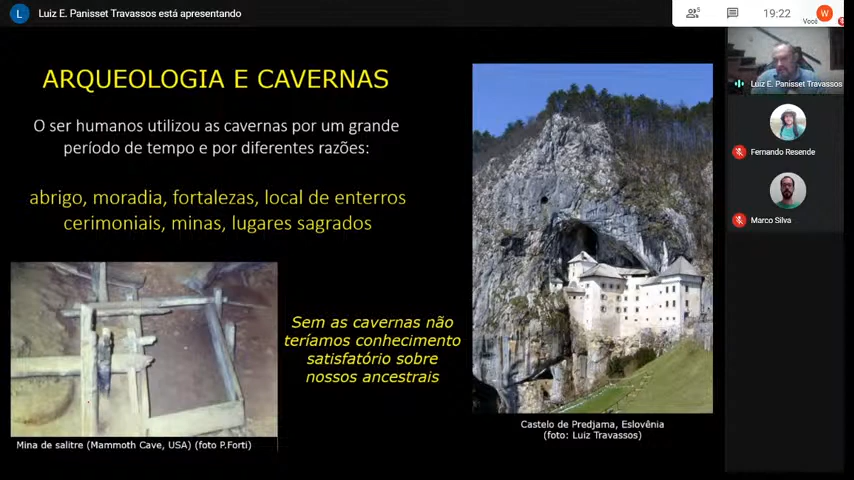 L
Luiz E. Panisset Travassos está apresentando
5
19:22
W
Você
ARQUEOLOGIA E CAVERNAS
O ser humanos utilizou as cavernas por um grande
período de tempo e por diferentes razões:
abrigo, moradia, fortalezas, local de enterros
cerimoniais, minas, lugares sagrados
Sem as cavernas não
teríamos conhecimento
satisfatório sobre
nossos ancestrais
Mina de salitre (Mammoth Cave, USA) (foto P.Forti)
Castelo de Predjama, Eslovênia
(foto: Luiz Travassos)
Luiz E. Panisset Travassos
Fernando Resende
Marco Silva